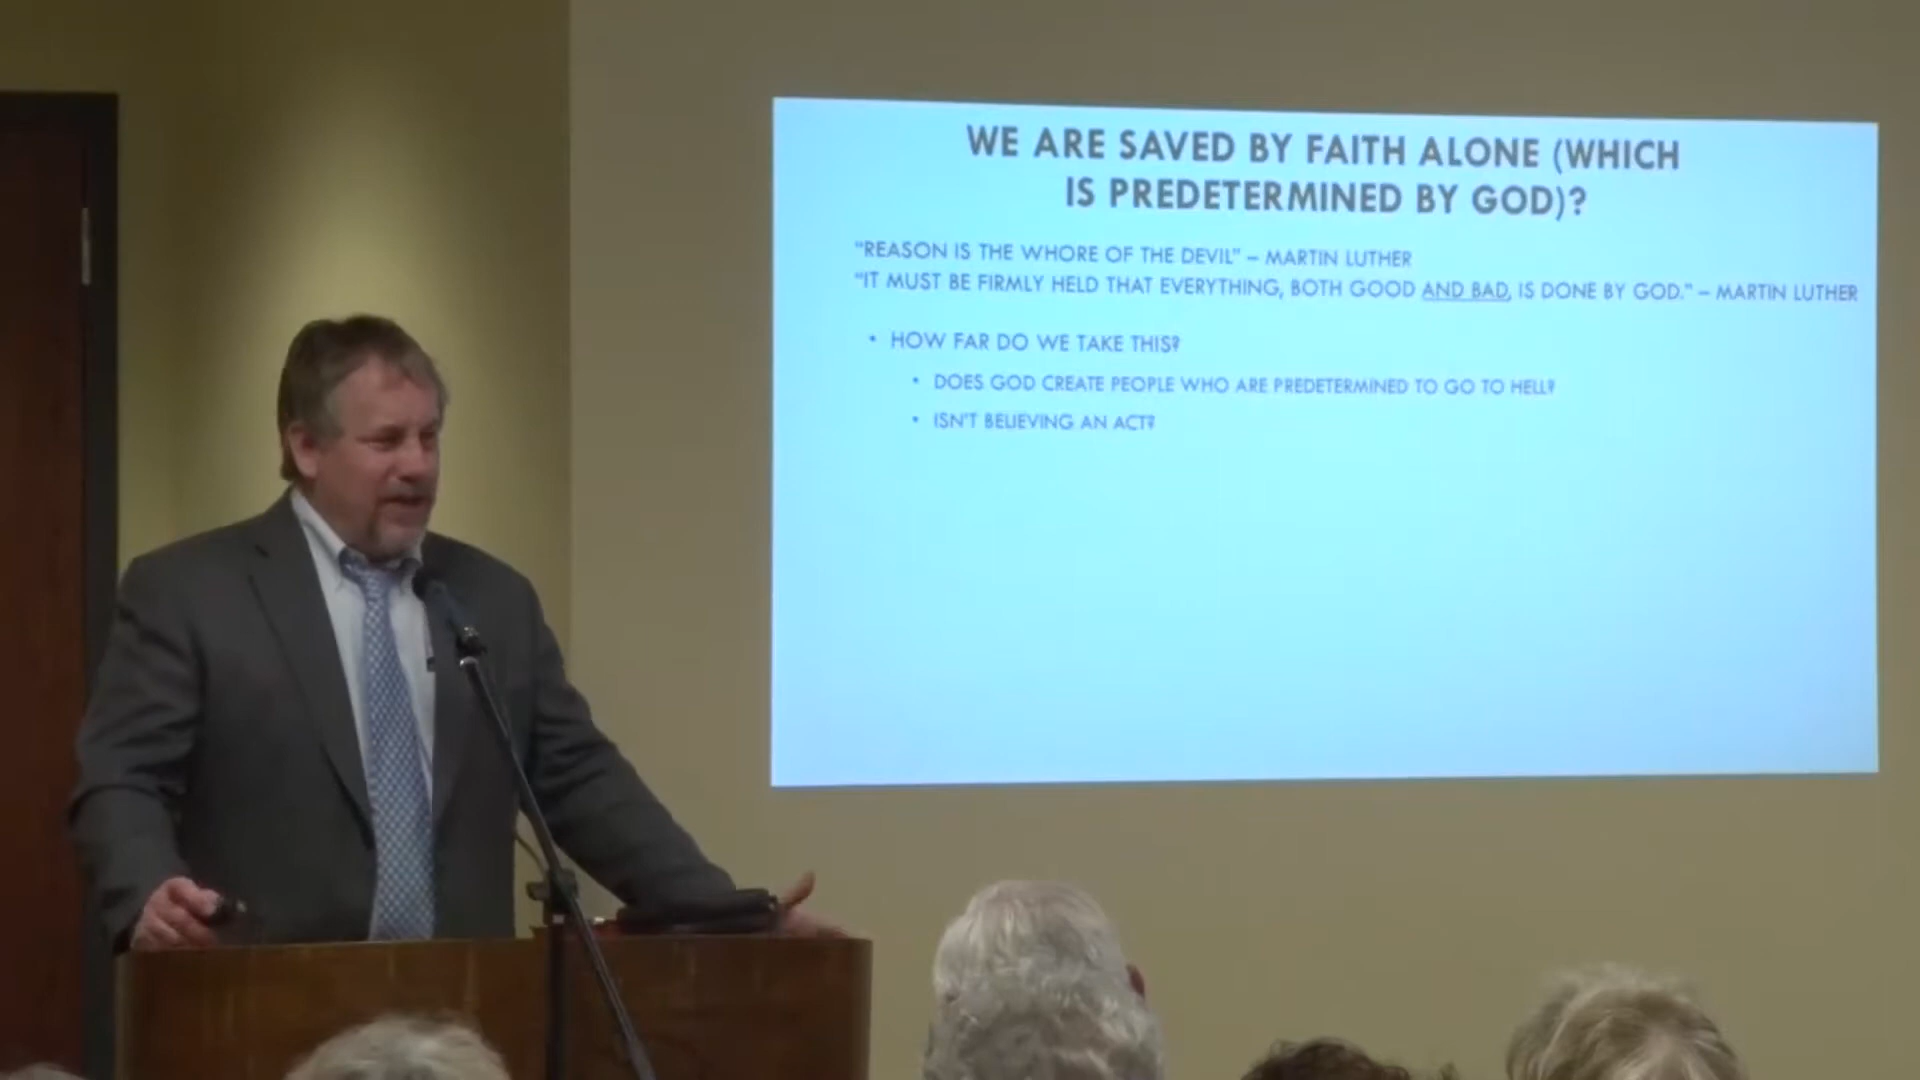 WE ARE SAVED BY FAITH ALONE (WHICH
IS PREDETERMINED BY GOD)?
“REASON IS THE WHORE OF THE DEVIL” – MARTIN LUTHER
“IT MUST BE FIRMLY HELD THAT EVERYTHING, BOTH GOOD AND BAD, IS DONE BY GOD.” – MARTIN LUTHER
• HOW FAR DO WE TAKE THIS?
• DOES GOD CREATE PEOPLE WHO ARE PREDETERMINED TO GO TO HELL?
• ISN'T BELIEVING AN ACT?